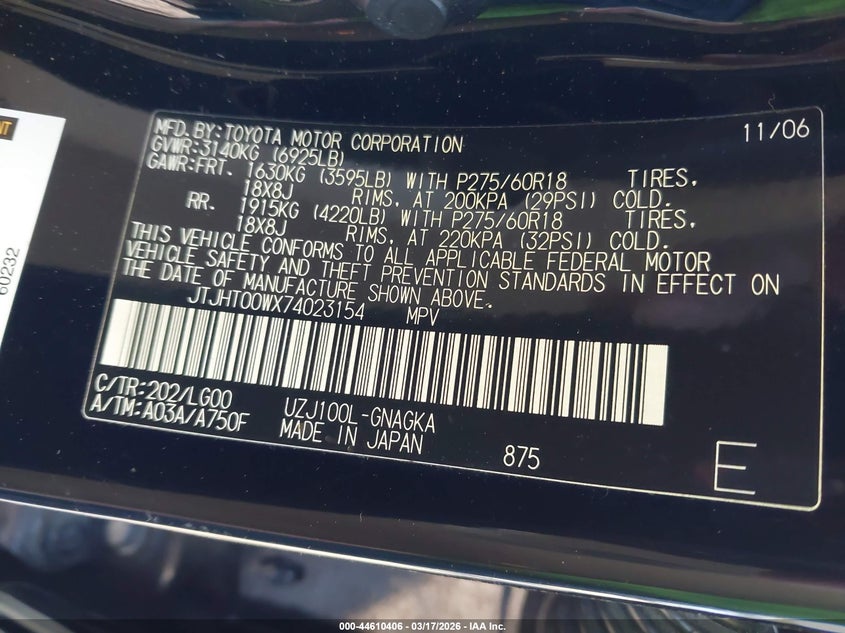 MFD. BY: TOYOTA MOTOR CORPORATION 11/06
GVWR: 3140KG (6925LB)
GAWR: FRT. 1630KG (3595LB) WITH P275/60R18 TIRES,
18X8J RIMS, AT 200KPA (29PSI) COLD.
RR. 1915KG (4220LB) WITH P275/60R18 TIRES,
18X8J RIMS, AT 220KPA (32PSI) COLD.
THIS VEHICLE CONFORMS TO ALL APPLICABLE FEDERAL MOTOR
VEHICLE SAFETY AND THEFT PREVENTION STANDARDS IN EFFECT ON
THE DATE OF MANUFACTURE SHOWN ABOVE.
JTJHT00WX74023154 MPV
C/TR: 202/LG00 UZJ100L-GNAGKA
A/TM: A03A/A750F MADE IN JAPAN 875 E
60232
000-44610406 - 03/17/2026 - IAA Inc.